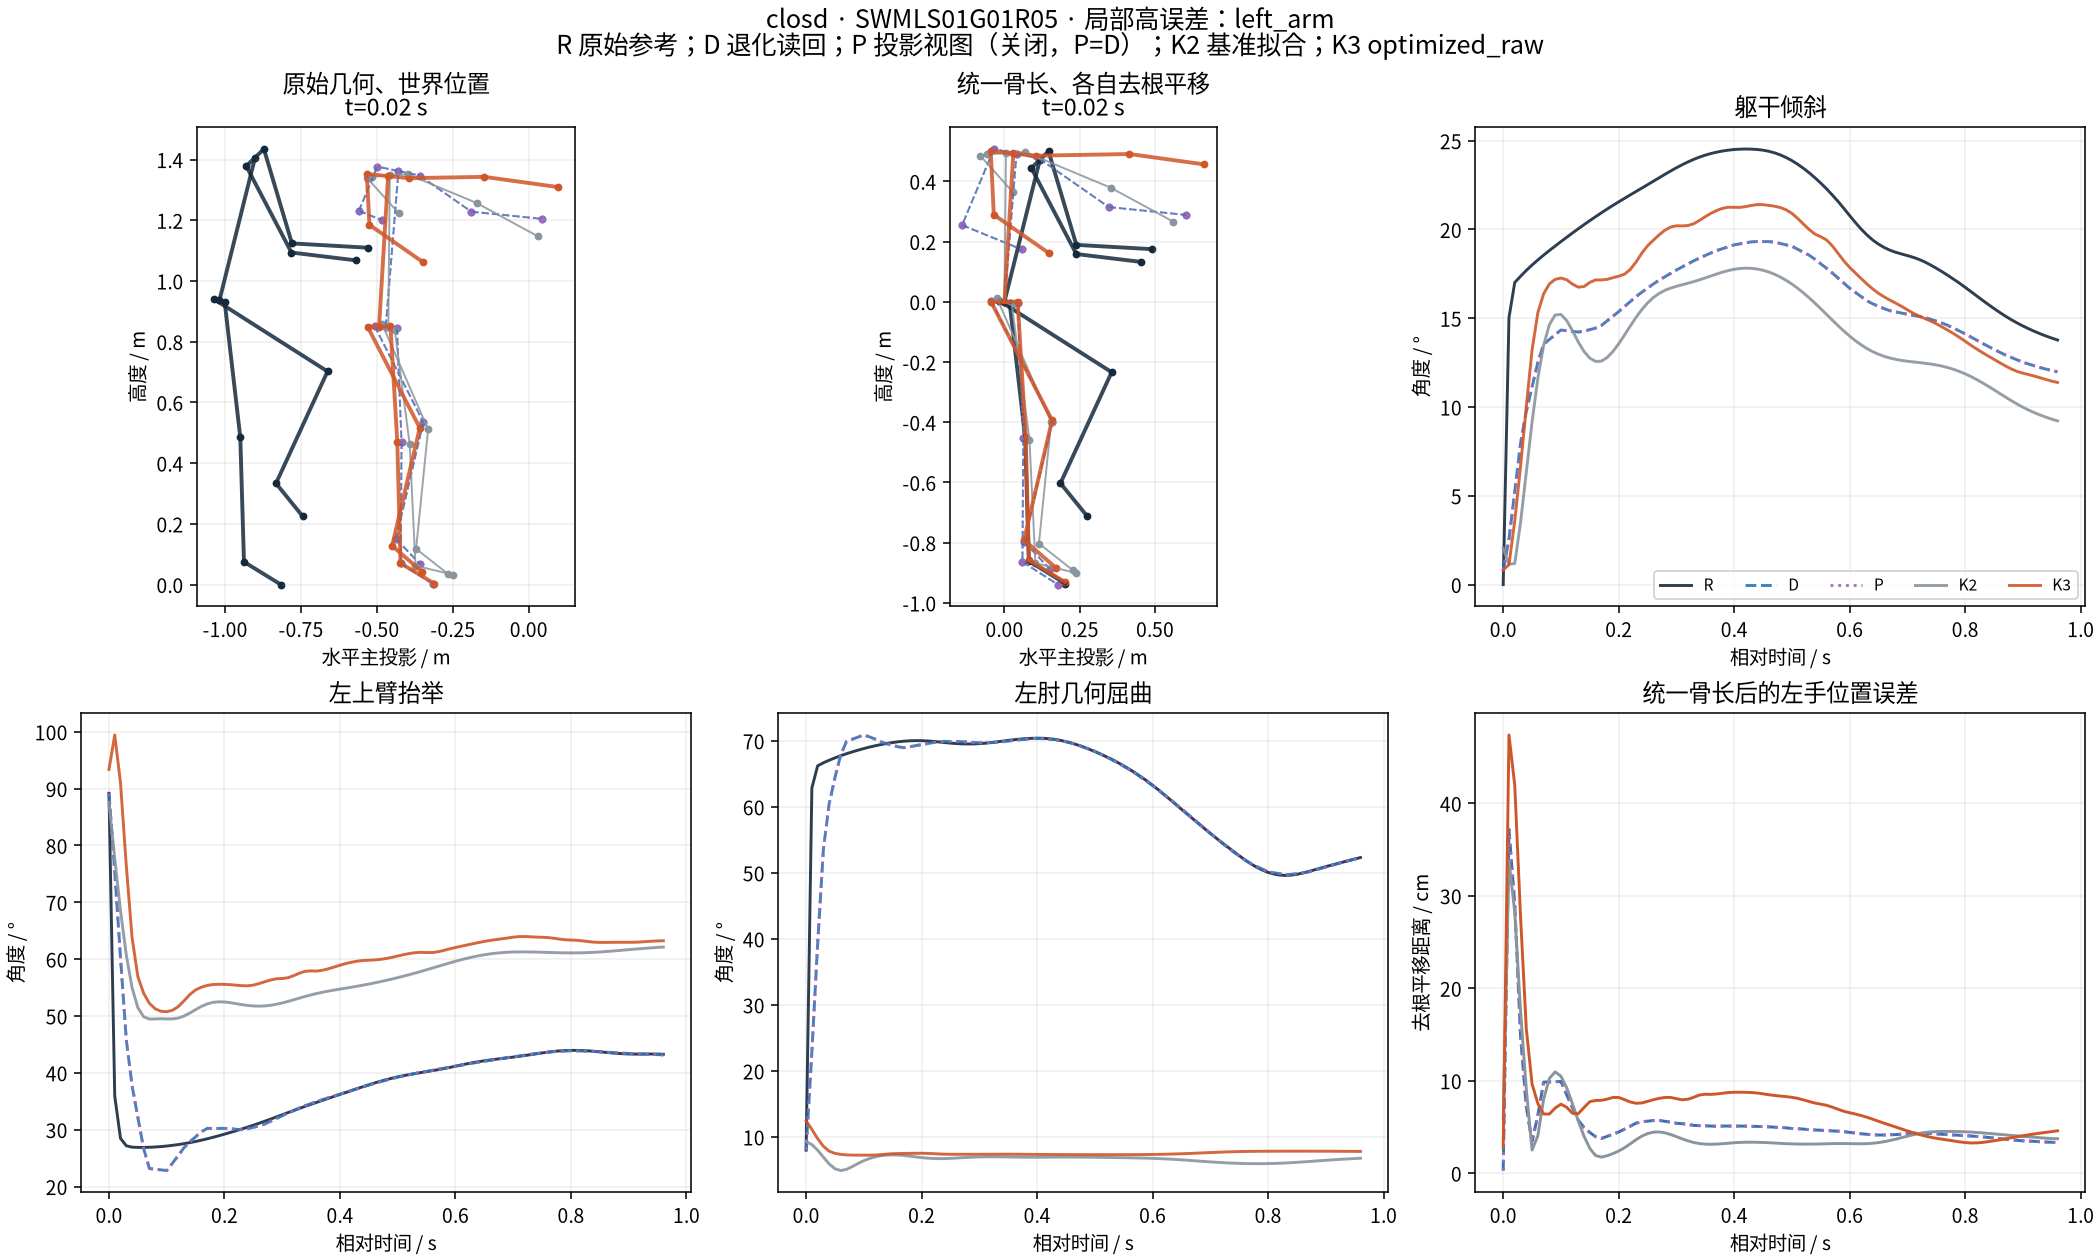 closd · SWMLS01G01R05 · 局部高误差：left_arm
R 原始参考；D 退化读回；P 投影视图（关闭，P=D）；K2 基准拟合；K3 optimized_raw
原始几何、世界位置
t=0.02 s
高度 / m
1.4
1.2
1.0
0.8
0.6
0.4
0.2
0.0
-1.00
-0.75
-0.50
-0.25
0.00
水平主投影 / m
统一骨长、各自去根平移
t=0.02 s
高度 / m
0.4
0.2
0.0
-0.2
-0.4
-0.6
-0.8
-1.0
0.00
0.25
0.50
水平主投影 / m
躯干倾斜
角度 / °
25
20
15
10
5
0
R
D
P
K2
K3
0.0
0.2
0.4
0.6
0.8
1.0
相对时间 / s
左上臂抬举
角度 / °
100
90
80
70
60
50
40
30
20
0.0
0.2
0.4
0.6
0.8
1.0
相对时间 / s
左肘几何屈曲
角度 / °
70
60
50
40
30
20
10
0.0
0.2
0.4
0.6
0.8
1.0
相对时间 / s
统一骨长后的左手位置误差
去根平移距离 / cm
40
30
20
10
0
0.0
0.2
0.4
0.6
0.8
1.0
相对时间 / s